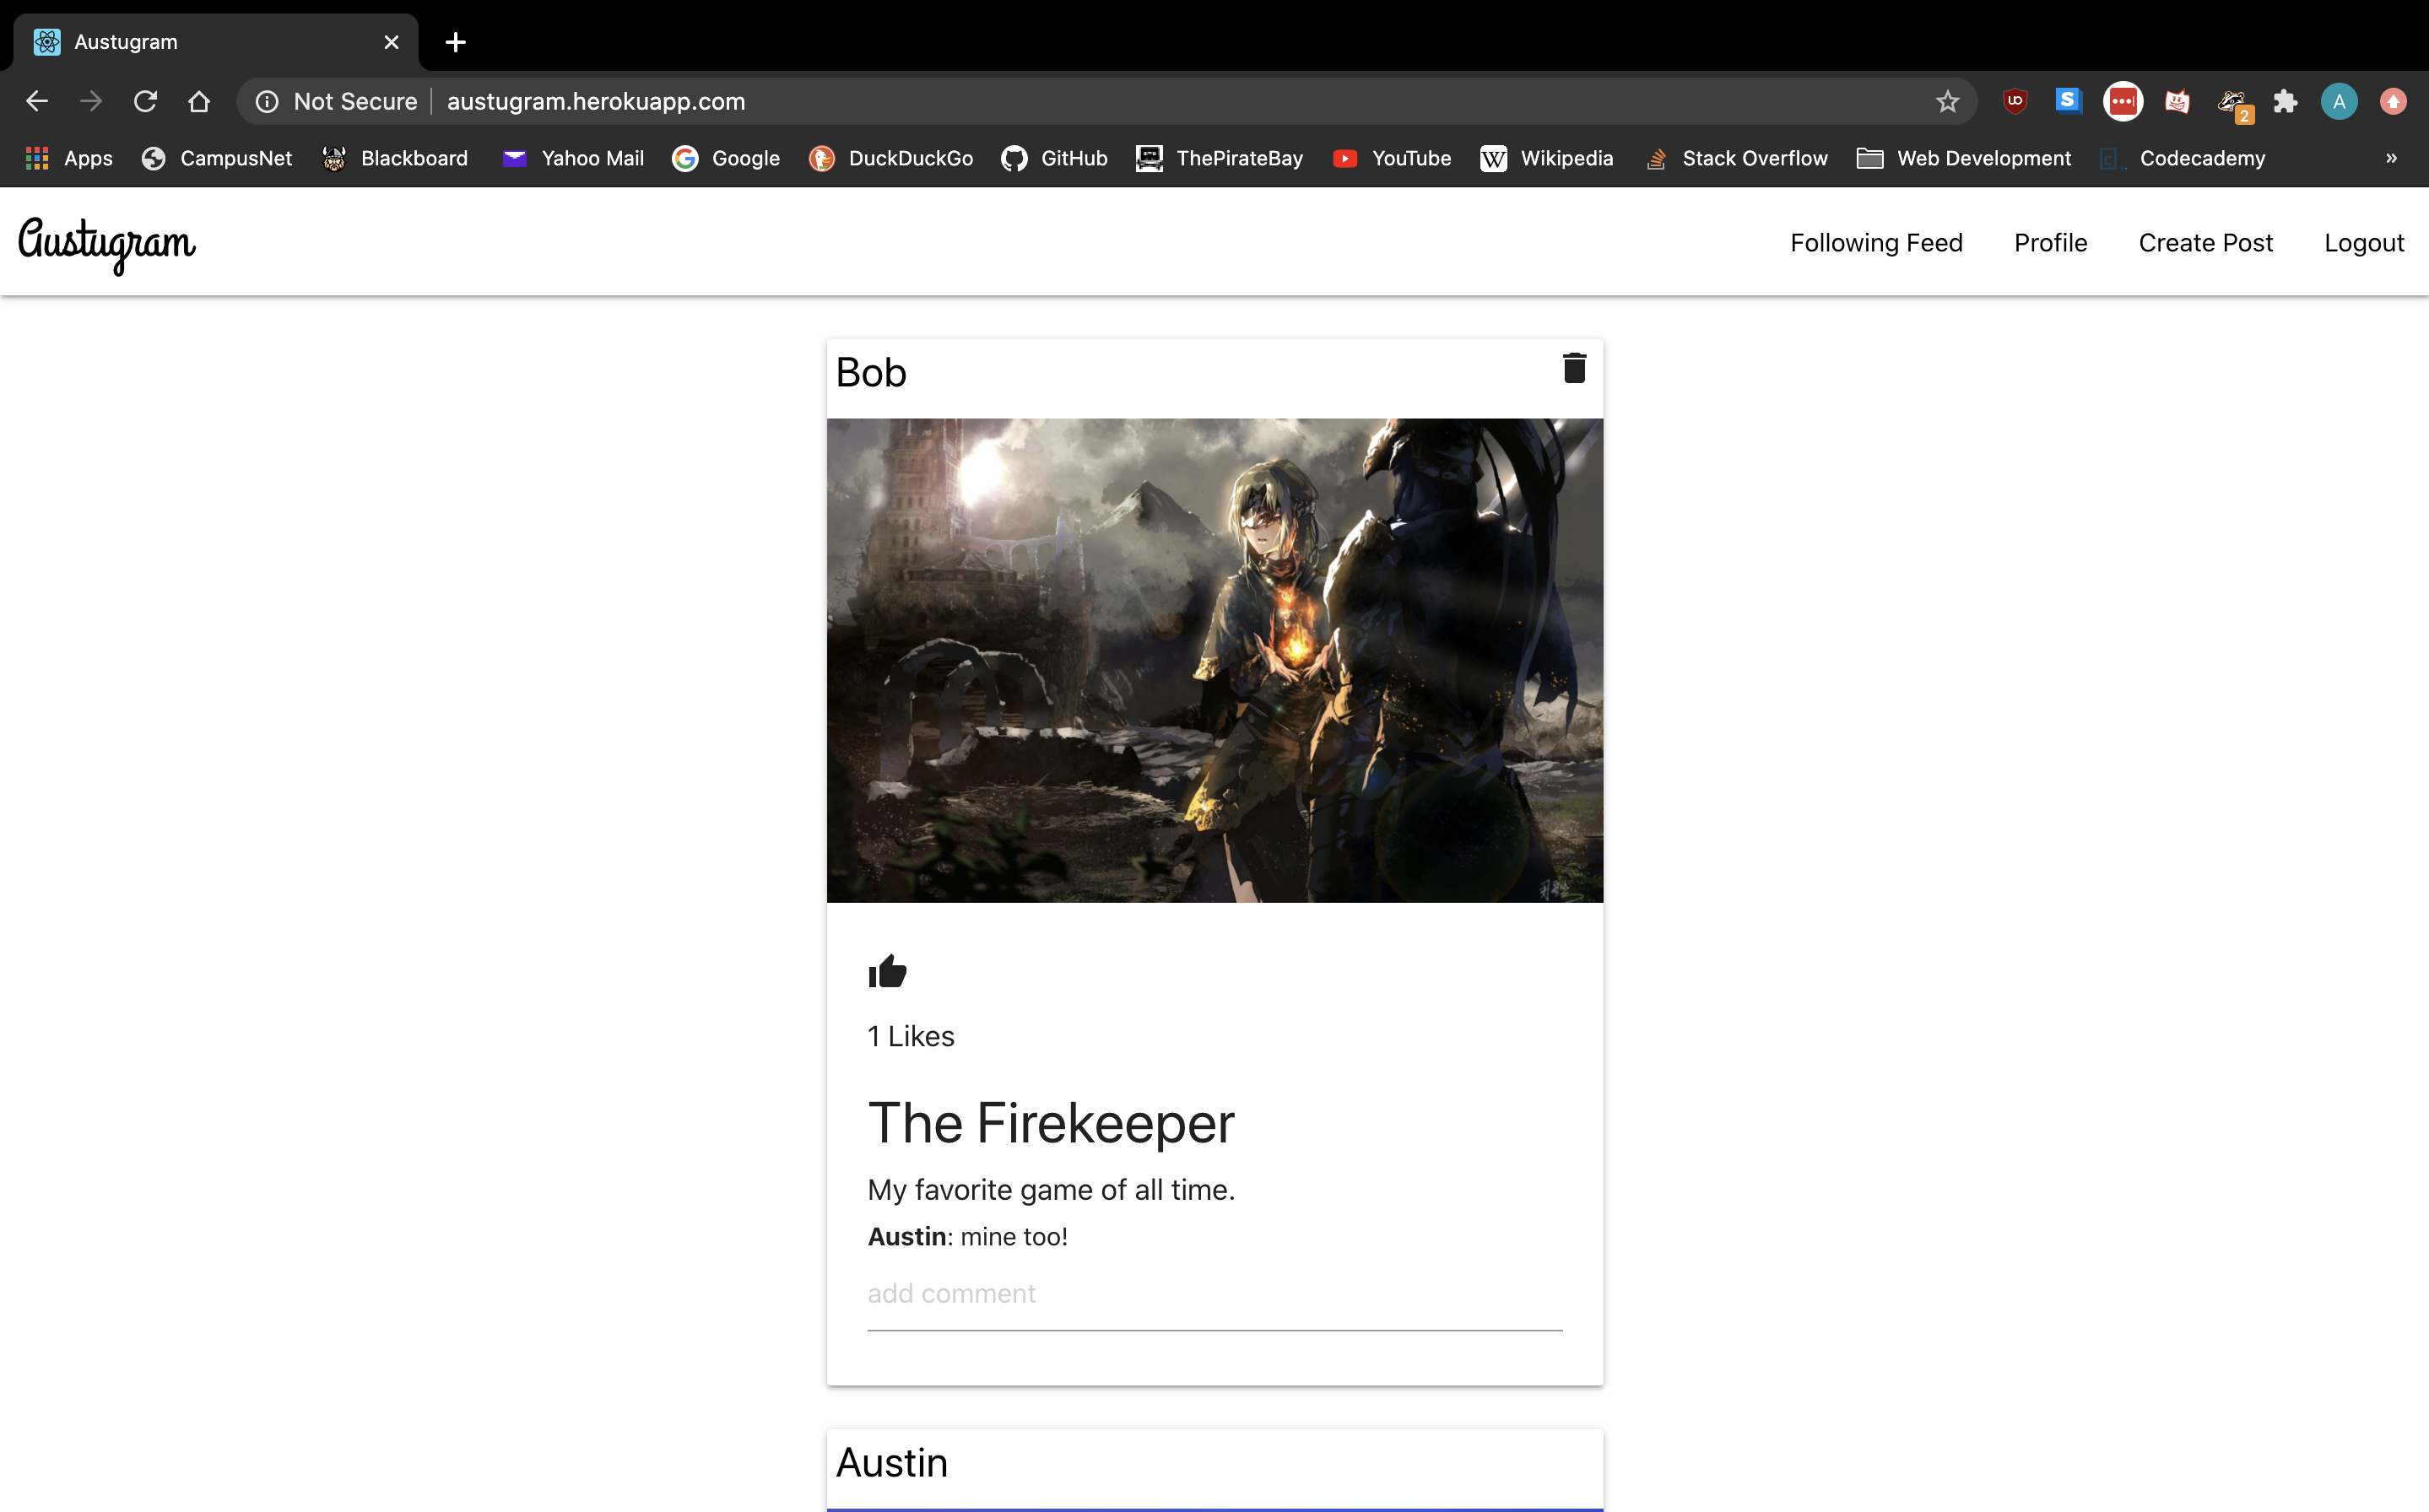 Austugram
Not Secure austugram.herokuapp.com
2
A
Apps CampusNet Blackboard Yahoo Mail Google DuckDuckGo GitHub ThePirateBay YouTube Wikipedia Stack Overflow Web Development Codecademy »
Austugram
Following Feed Profile Create Post Logout
Bob
1 Likes
The Firekeeper
My favorite game of all time.
Austin: mine too!
add comment
Austin